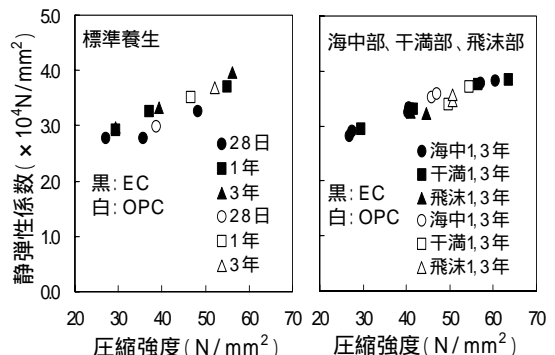 標準養生
海中部、干満部、飛沫部
静弾性係数(×10⁴N/mm²)
5.0
4.0
3.0
2.0
1.0
0.0
黒: EC
白: OPC
●28日
■1年
▲3年
○28日
□1年
△3年
黒: EC
白: OPC
●海中1,3年
■干満1,3年
▲飛沫1,3年
○海中1,3年
□干満1,3年
△飛沫1,3年
20 30 40 50 60 70
20 30 40 50 60 70
圧縮強度(N/mm²)
圧縮強度(N/mm²)